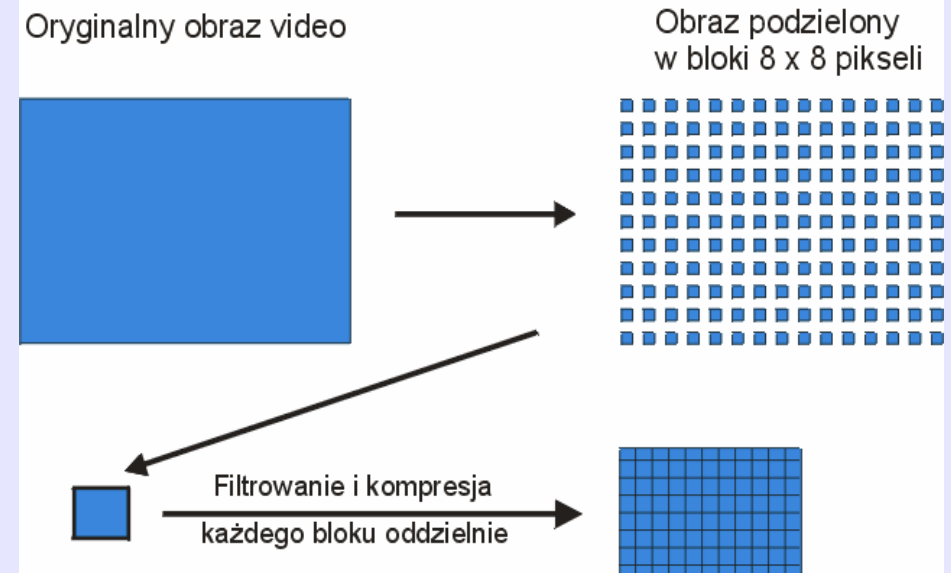 Oryginalny obraz video
Obraz podzielony
w bloki 8 x 8 pikseli
Filtrowanie i kompresja
każdego bloku oddzielnie